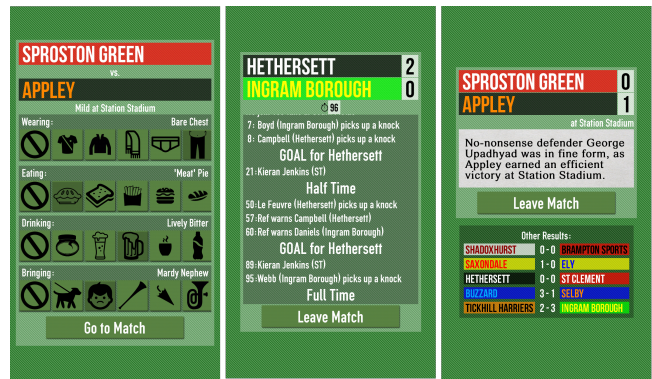 SPROSTON GREEN
vs.
APPLEY
Mild at Station Stadium
Wearing: Bare Chest
Eating: 'Meat' Pie
Drinking: Lively Bitter
Bringing: Mardy Nephew
Go to Match
HETHERSETT 2
INGRAM BOROUGH 0
96
7: Boyd (Ingram Borough) picks up a knock
8: Campbell (Hethersett) picks up a knock
GOAL for Hethersett
21:Kieran Jenkins (ST)
Half Time
50:Le Feuvre (Hethersett) picks up a knock
57:Ref warns Campbell (Hethersett)
60:Ref warns Daniels (Ingram Borough)
GOAL for Hethersett
89:Kieran Jenkins (ST)
95:Webb (Ingram Borough) picks up a knock
Full Time
Leave Match
SPROSTON GREEN 0
APPLEY 1
at Station Stadium
No-nonsense defender George
Upadhyad was in fine form, as
Appley earned an efficient
victory at Station Stadium.
Leave Match
Other Results:
SHADOXHURST 0-0 BRAMPTON SPORTS
SAXONDALE 1-0 ELY
HETHERSETT 0-0 ST CLEMENT
BUZZARD 3-1 SELBY
TICKHILL HARRIERS 2-3 INGRAM BOROUGH